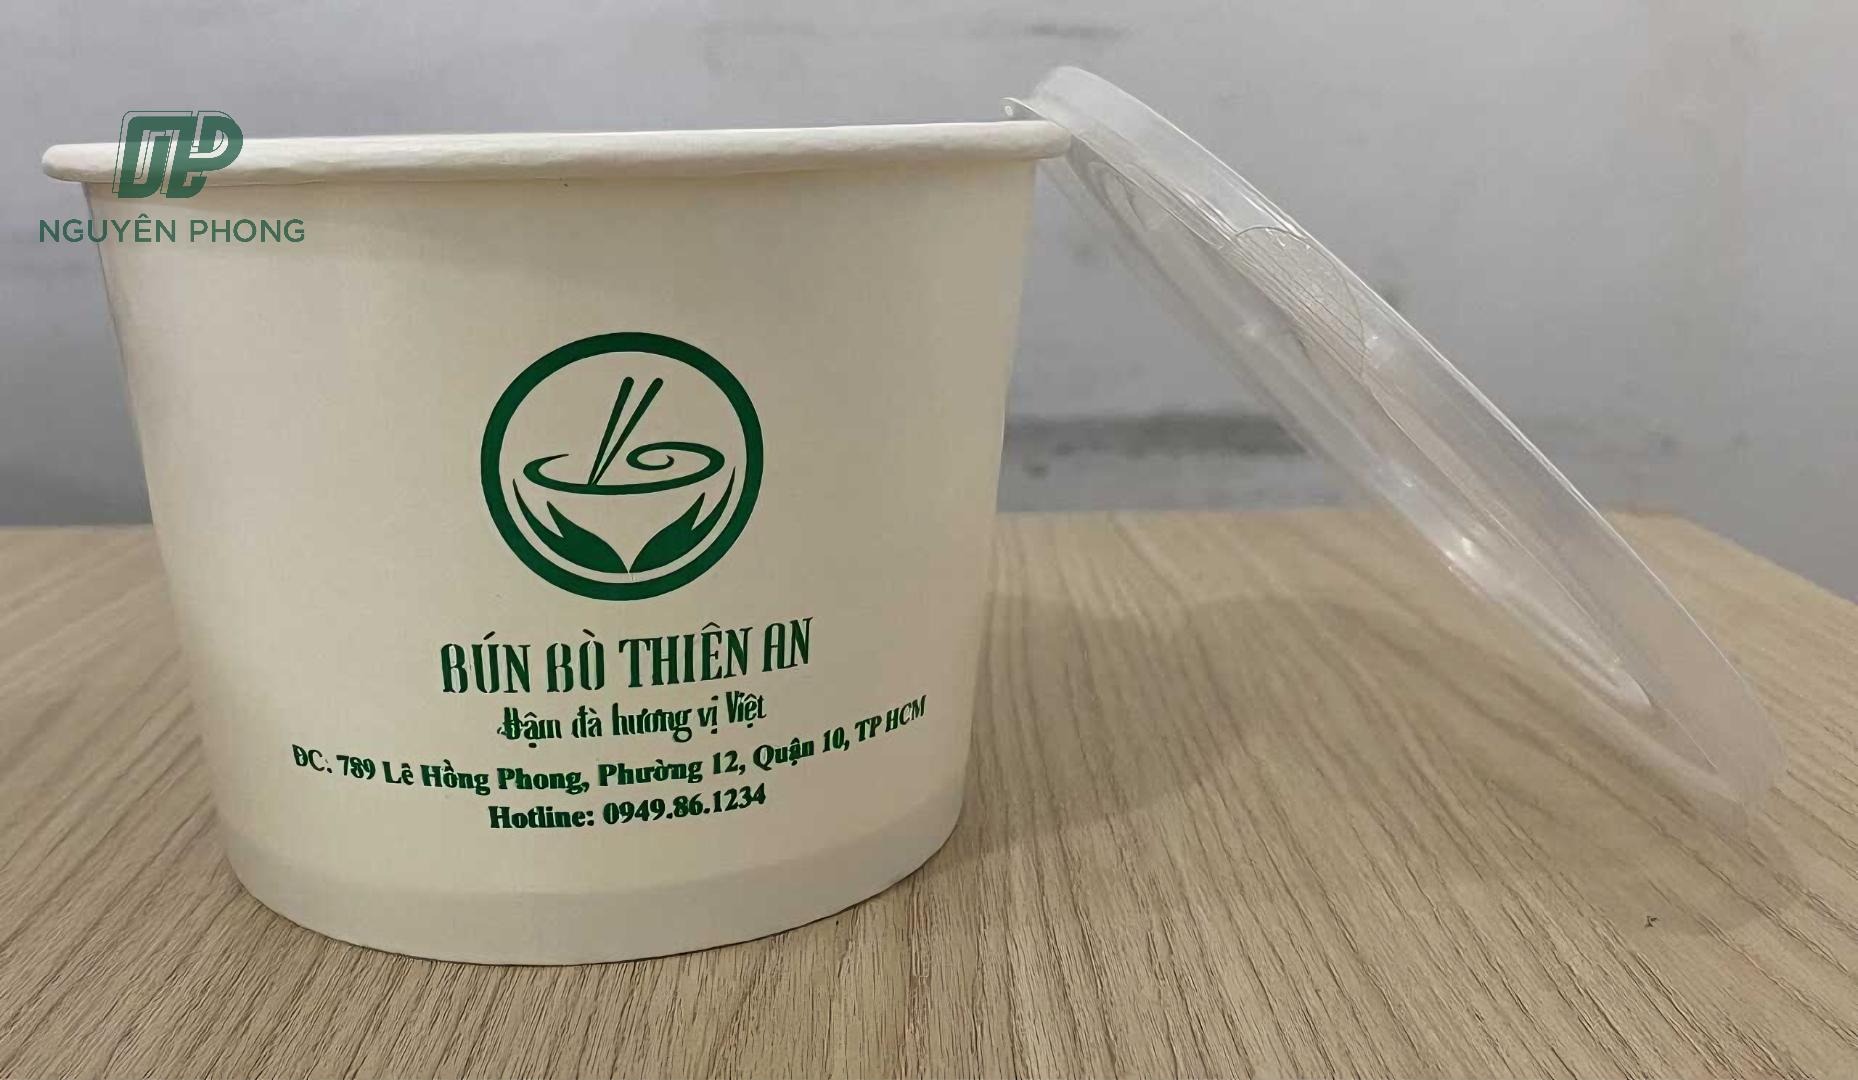 NGUYÊN PHONG
BÚN BÒ THIÊN AN
Đậm đà hương vị Việt
ĐC. 789 Lê Hồng Phong, Phường 12, Quận 10, TP HCM
Hotline: 0949.86.1234